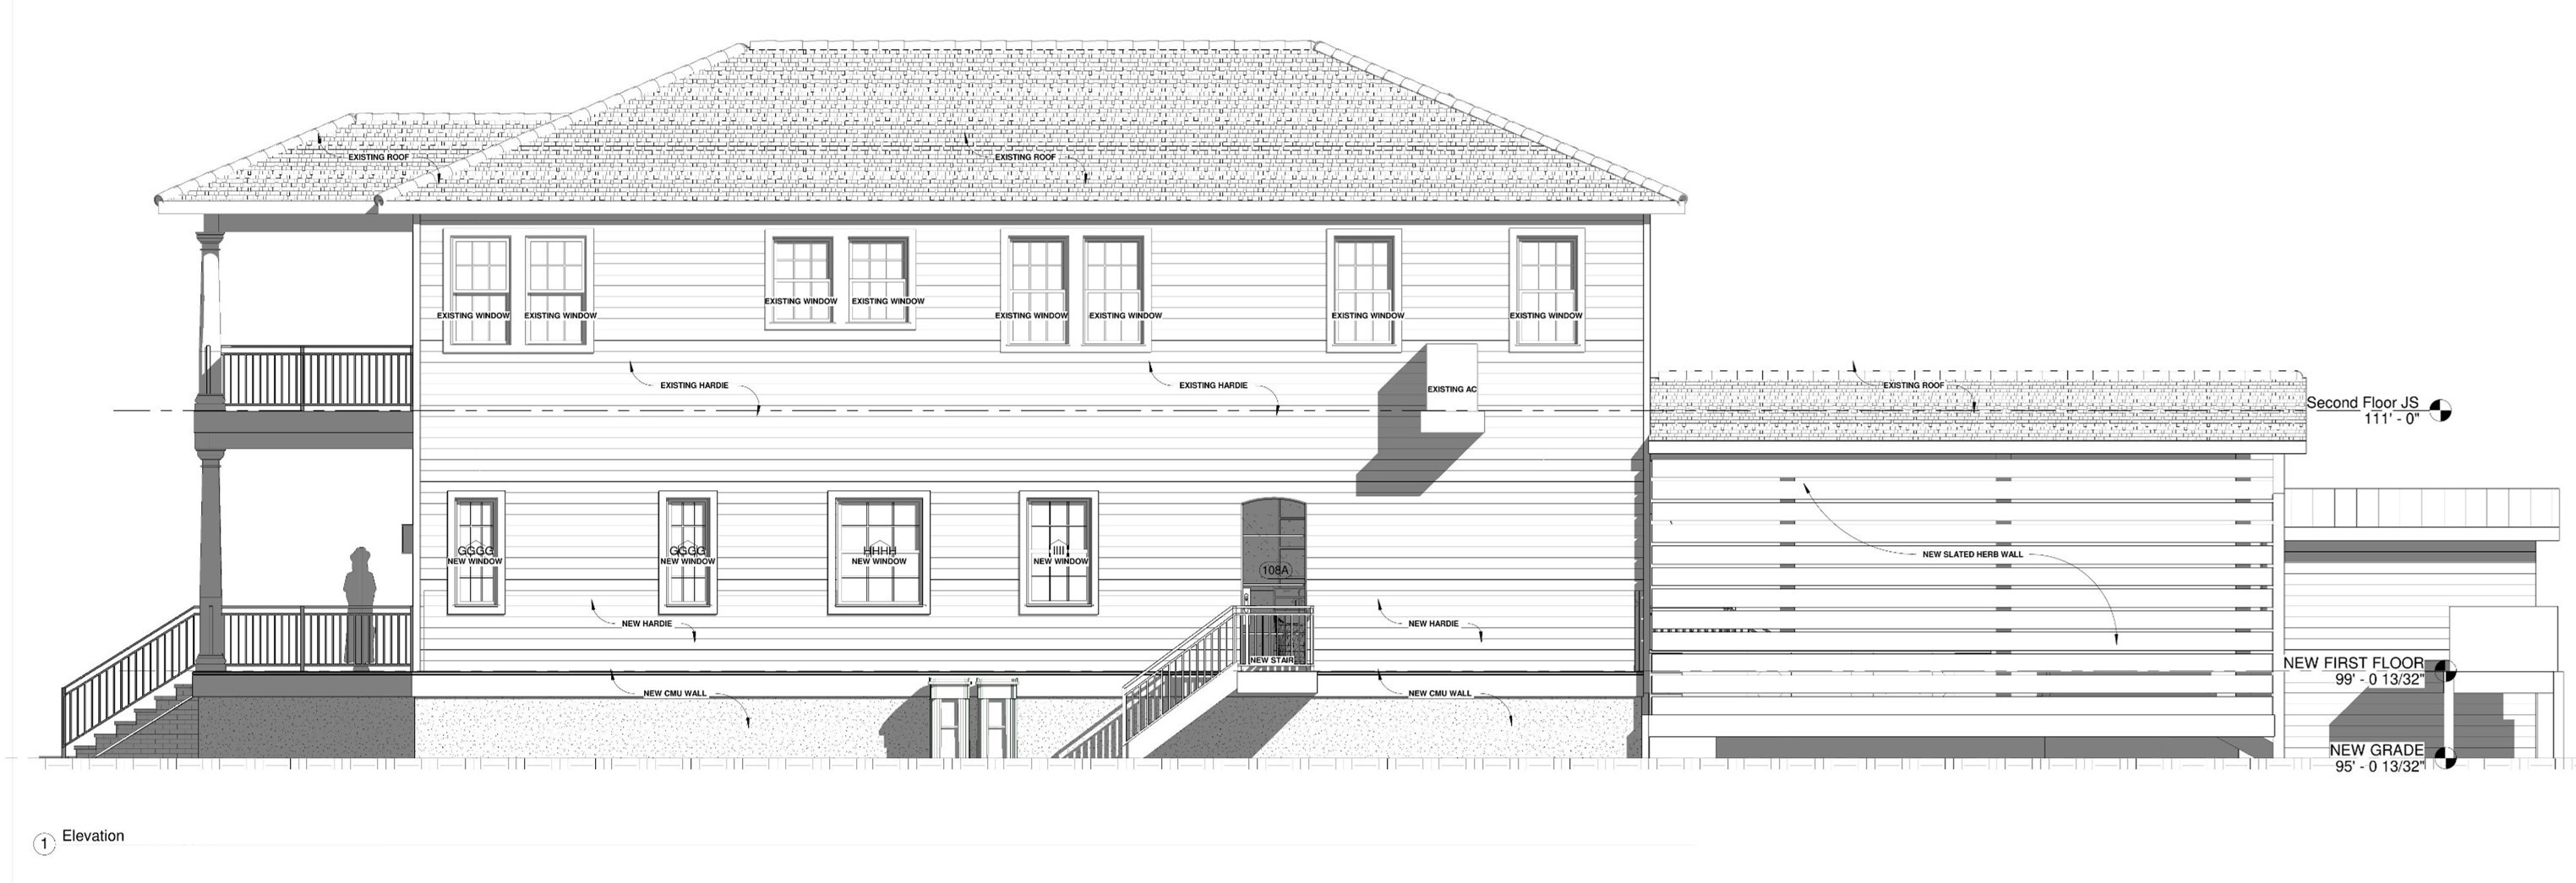 EXISTING ROOF
EXISTING ROOF
EXISTING WINDOW
EXISTING WINDOW
EXISTING WINDOW
EXISTING WINDOW
EXISTING WINDOW
EXISTING WINDOW
EXISTING WINDOW
EXISTING WINDOW
EXISTING HARDIE
EXISTING HARDIE
EXISTING AC
EXISTING ROOF
Second Floor JS
111' - 0"
GGGG
NEW WINDOW
GGGG
NEW WINDOW
HHHH
NEW WINDOW
IIII
NEW WINDOW
108A
NEW SLATED HERB WALL
NEW HARDIE
NEW HARDIE
NEW STAIR
NEW FIRST FLOOR
99' - 0 13/32"
NEW CMU WALL
NEW CMU WALL
NEW GRADE
95' - 0 13/32"
1 Elevation